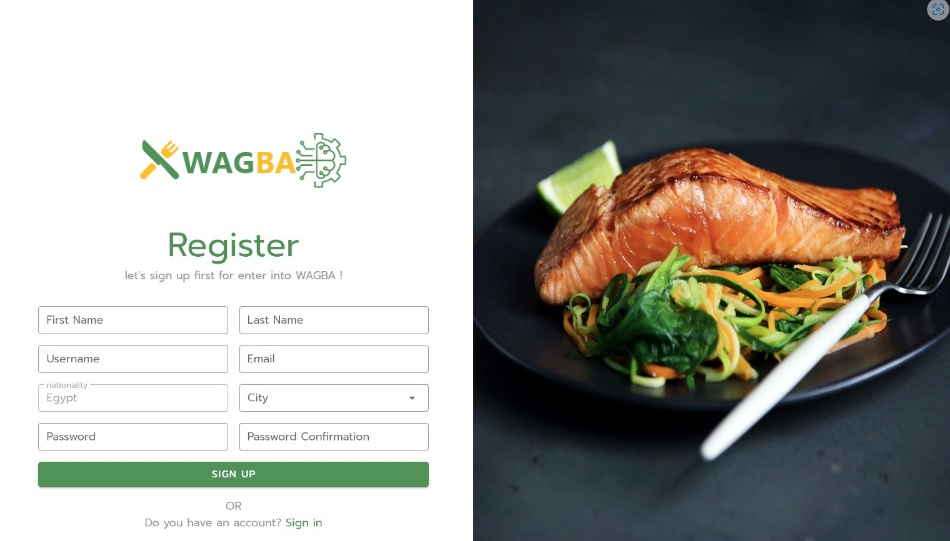 WAGBA
Register
let's sign up first for enter into WAGBA !
First Name
Last Name
Username
Email
nationality
Egypt
City
Password
Password Confirmation
SIGN UP
OR
Do you have an account? Sign in